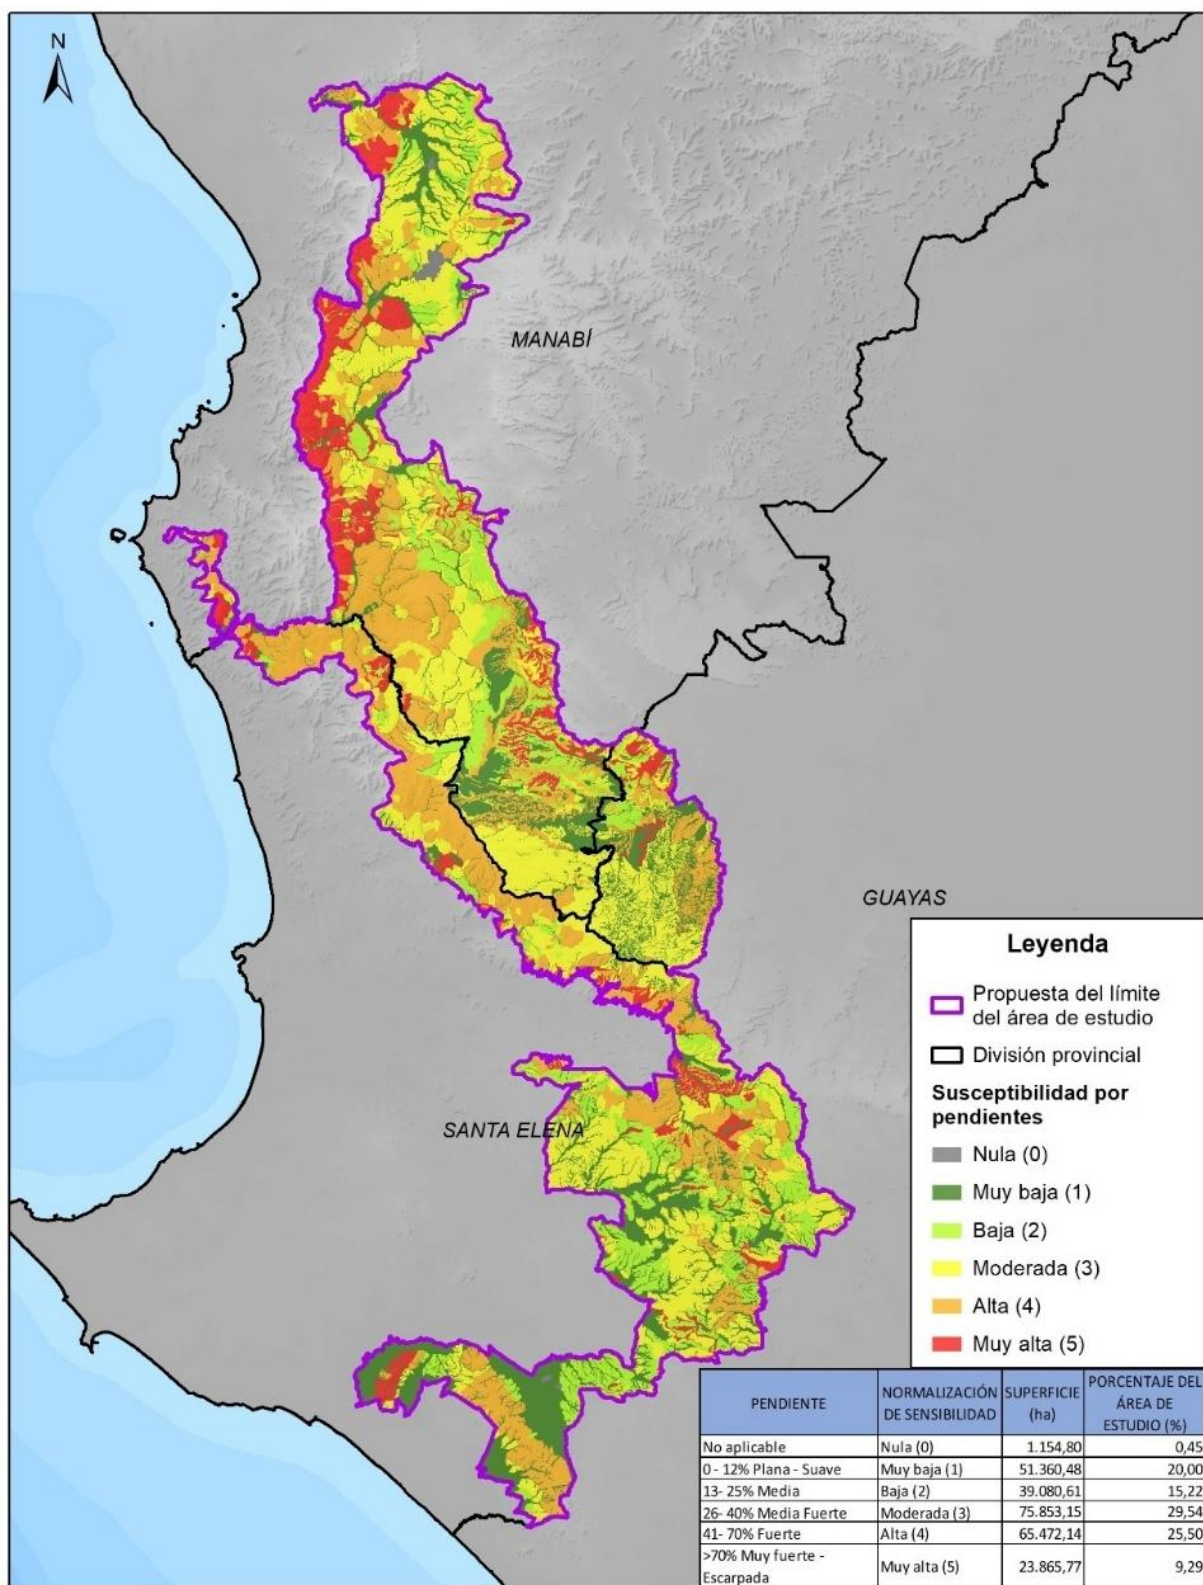 N
MANABÍ
GUAYAS
SANTA ELENA
Leyenda
Propuesta del límite
del área de estudio
División provincial
Susceptibilidad por
pendientes
Nula (0)
Muy baja (1)
Baja (2)
Moderada (3)
Alta (4)
Muy alta (5)
PENDIENTE NORMALIZACIÓN DE SENSIBILIDAD SUPERFICIE (ha) PORCENTAJE DEL ÁREA DE ESTUDIO (%)
No aplicable Nula (0) 1.154,80 0,45
0 - 12% Plana - Suave Muy baja (1) 51.360,48 20,00
13- 25% Media Baja (2) 39.080,61 15,22
26- 40% Media Fuerte Moderada (3) 75.853,15 29,54
41- 70% Fuerte Alta (4) 65.472,14 25,50
>70% Muy fuerte - Escarpada Muy alta (5) 23.865,77 9,29